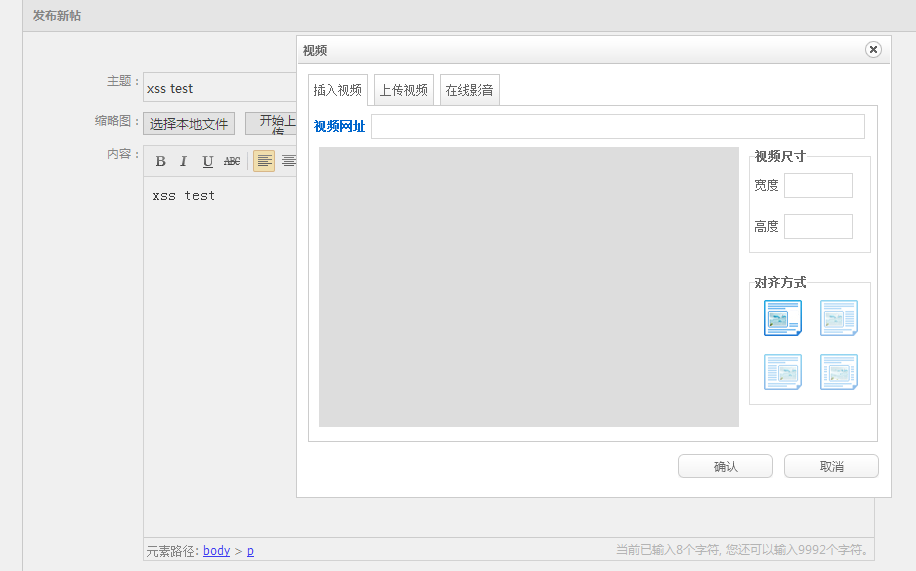 发布新帖
视频
主题：
xss test
插入视频 上传视频 在线影音
缩略图：
选择本地文件
开始上传
视频网址
内容：
B I U ABC
视频尺寸
xss test
宽度
高度
对齐方式
确认 取消
元素路径: body > p
当前已输入8个字符, 您还可以输入9992个字符。